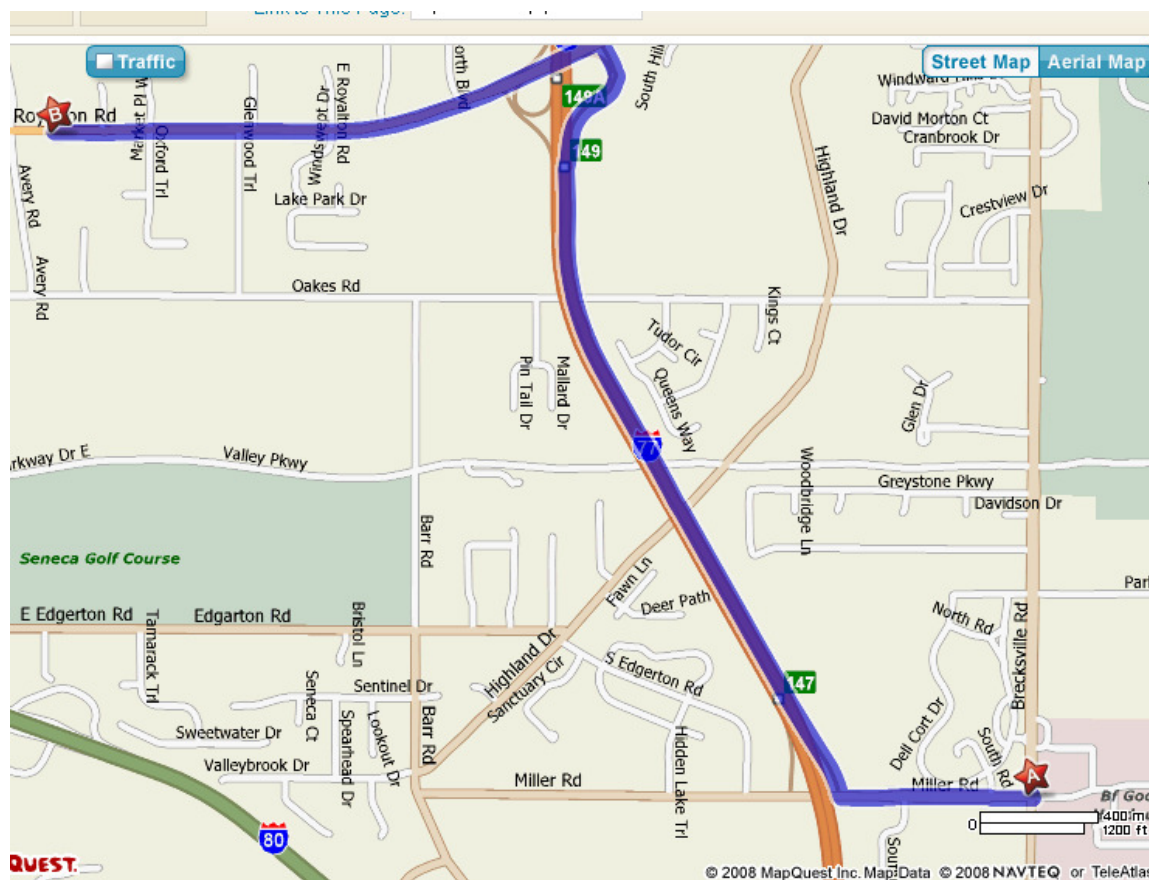 Link to This Page:
Traffic
Street Map
Aerial Map
B
Market Pl
Oxford Trl
Glenwood Trl
E Royalton Rd
Windswept Dr
Lake Park Dr
South Hill
148A
149
David Morton Ct
Cranbrook Dr
Crestview Dr
Highland Dr
Avery Rd
Avery Rd
Oakes Rd
Kings Ct
Tudor Cir
Queens Way
Pin Tail Dr
Mallard Dr
Glen Dr
77
Valley Pkwy
Greystone Pkwy
Davidson Dr
Woodbridge Ln
Seneca Golf Course
Barr Rd
Fawn Ln
Deer Path
E Edgerton Rd
Edgarton Rd
Bristol Ln
Tamarack Trl
North Rd
Brecksville Rd
Highland Dr
Sanctuary Cir
S Edgerton Rd
147
Sentinel Dr
Seneca Ct
Spearhead Dr
Lookout Dr
Barr Rd
Sweetwater Dr
Valleybrook Dr
Dell Cort Dr
South Rd
Miller Rd
Hidden Lake Trl
Miller Rd
A
80
0
400 m
1200 ft
QUEST.
© 2008 MapQuest Inc. Map Data © 2008 NAVTEQ or TeleAtlas